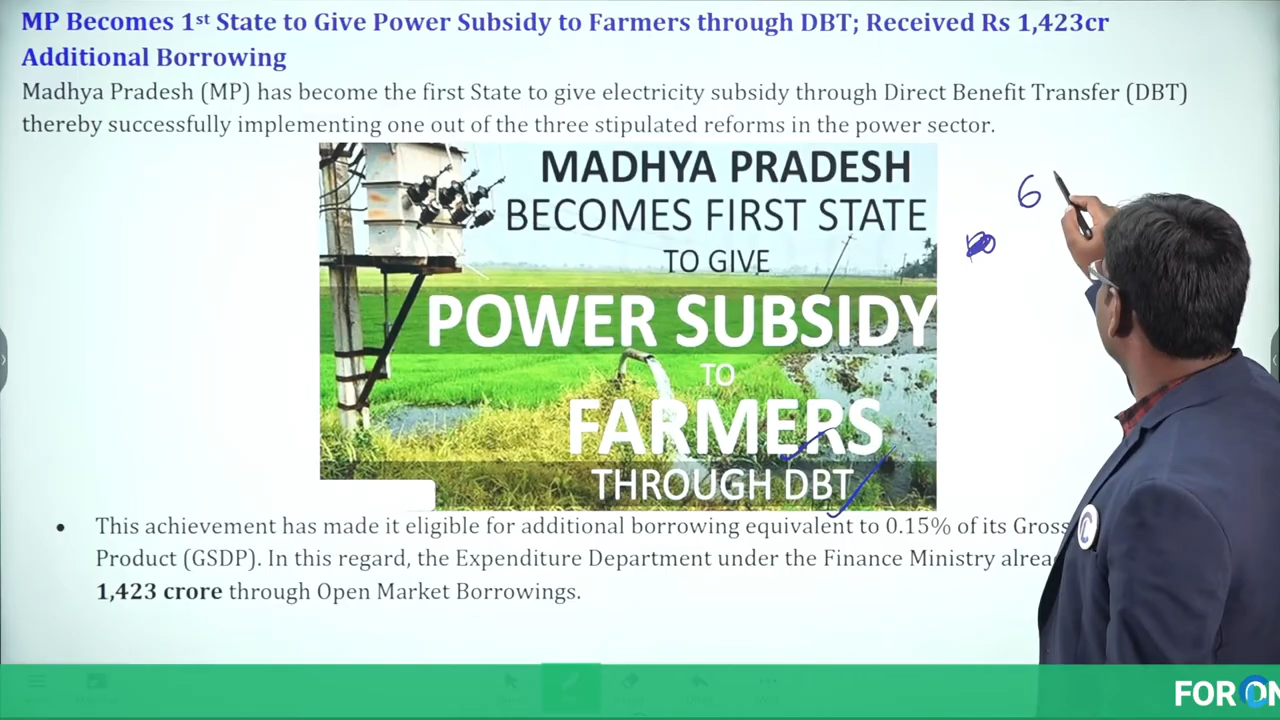 MP Becomes 1st State to Give Power Subsidy to Farmers through DBT; Received Rs 1,423cr
Additional Borrowing
Madhya Pradesh (MP) has become the first State to give electricity subsidy through Direct Benefit Transfer (DBT)
thereby successfully implementing one out of the three stipulated reforms in the power sector.
MADHYA PRADESH
BECOMES FIRST STATE
TO GIVE
POWER SUBSIDY
TO
FARMERS
THROUGH DBT
6
• This achievement has made it eligible for additional borrowing equivalent to 0.15% of its Gross
Product (GSDP). In this regard, the Expenditure Department under the Finance Ministry
1,423 crore through Open Market Borrowings.